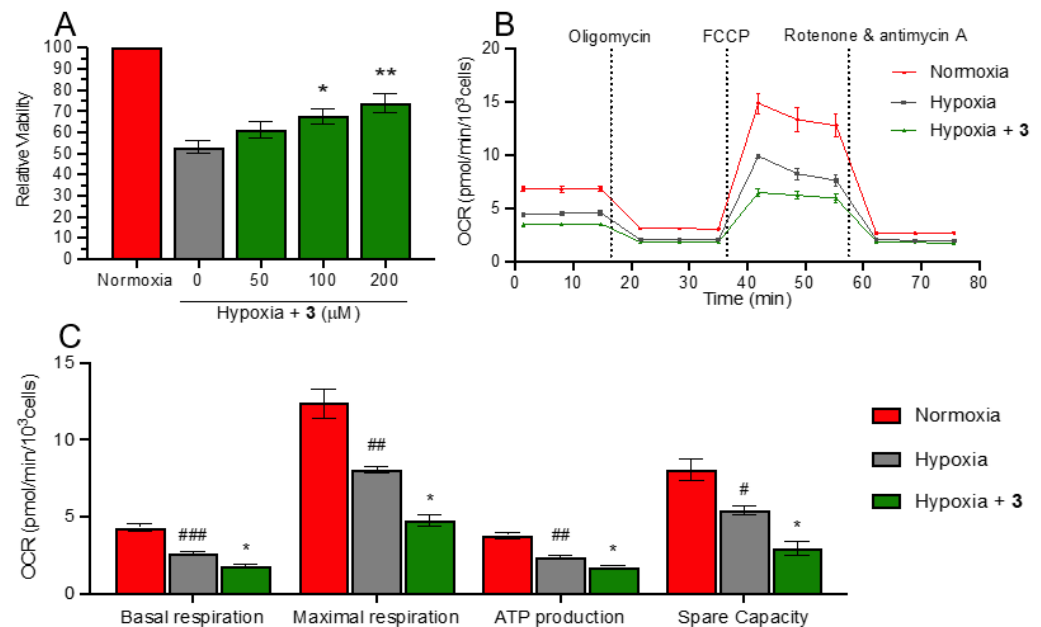 A
Relative Viability
100
90
80
70
60
50
40
30
20
10
0
*
**
Normoxia 0 50 100 200
Hypoxia + 3 (μM)
B
Oligomycin FCCP Rotenone & antimycin A
OCR (pmol/min/10³cells)
20
15
10
5
0
0 10 20 30 40 50 60 70 80
Time (min)
Normoxia
Hypoxia
Hypoxia + 3
C
OCR (pmol/min/10³cells)
15
10
5
0
### * ## * ## * # *
Basal respiration Maximal respiration ATP production Spare Capacity
Normoxia
Hypoxia
Hypoxia + 3